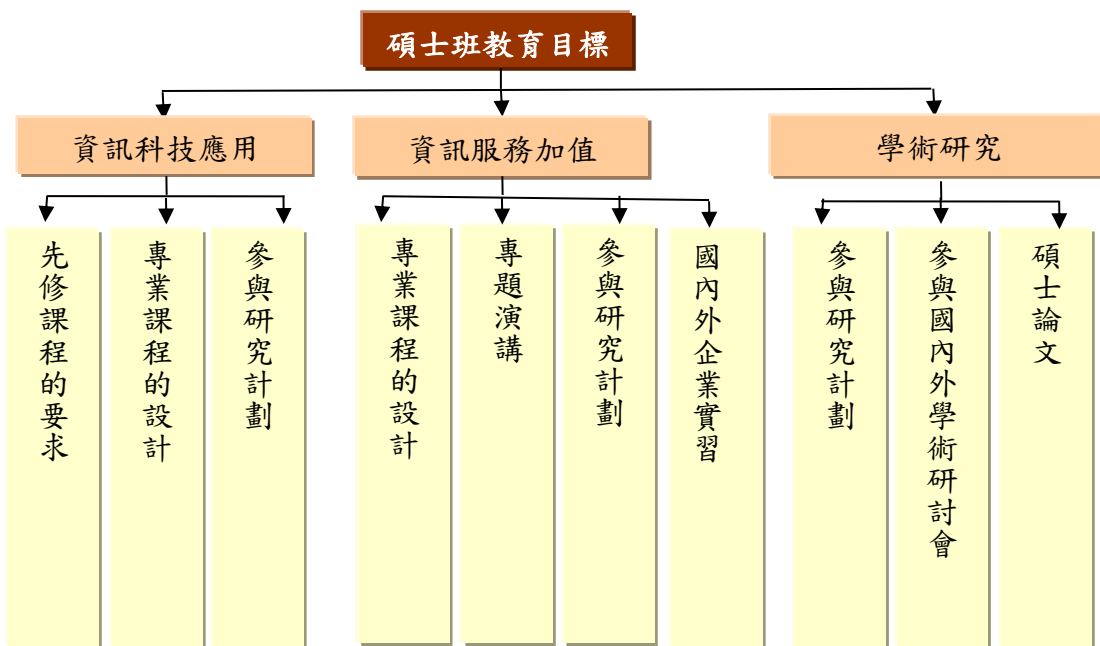 碩士班教育目標
資訊科技應用
資訊服務加值
學術研究
先修課程的要求
專業課程的設計
參與研究計劃
專業課程的設計
專題演講
參與研究計劃
國內外企業實習
參與研究計劃
參與國內外學術研討會
碩士論文